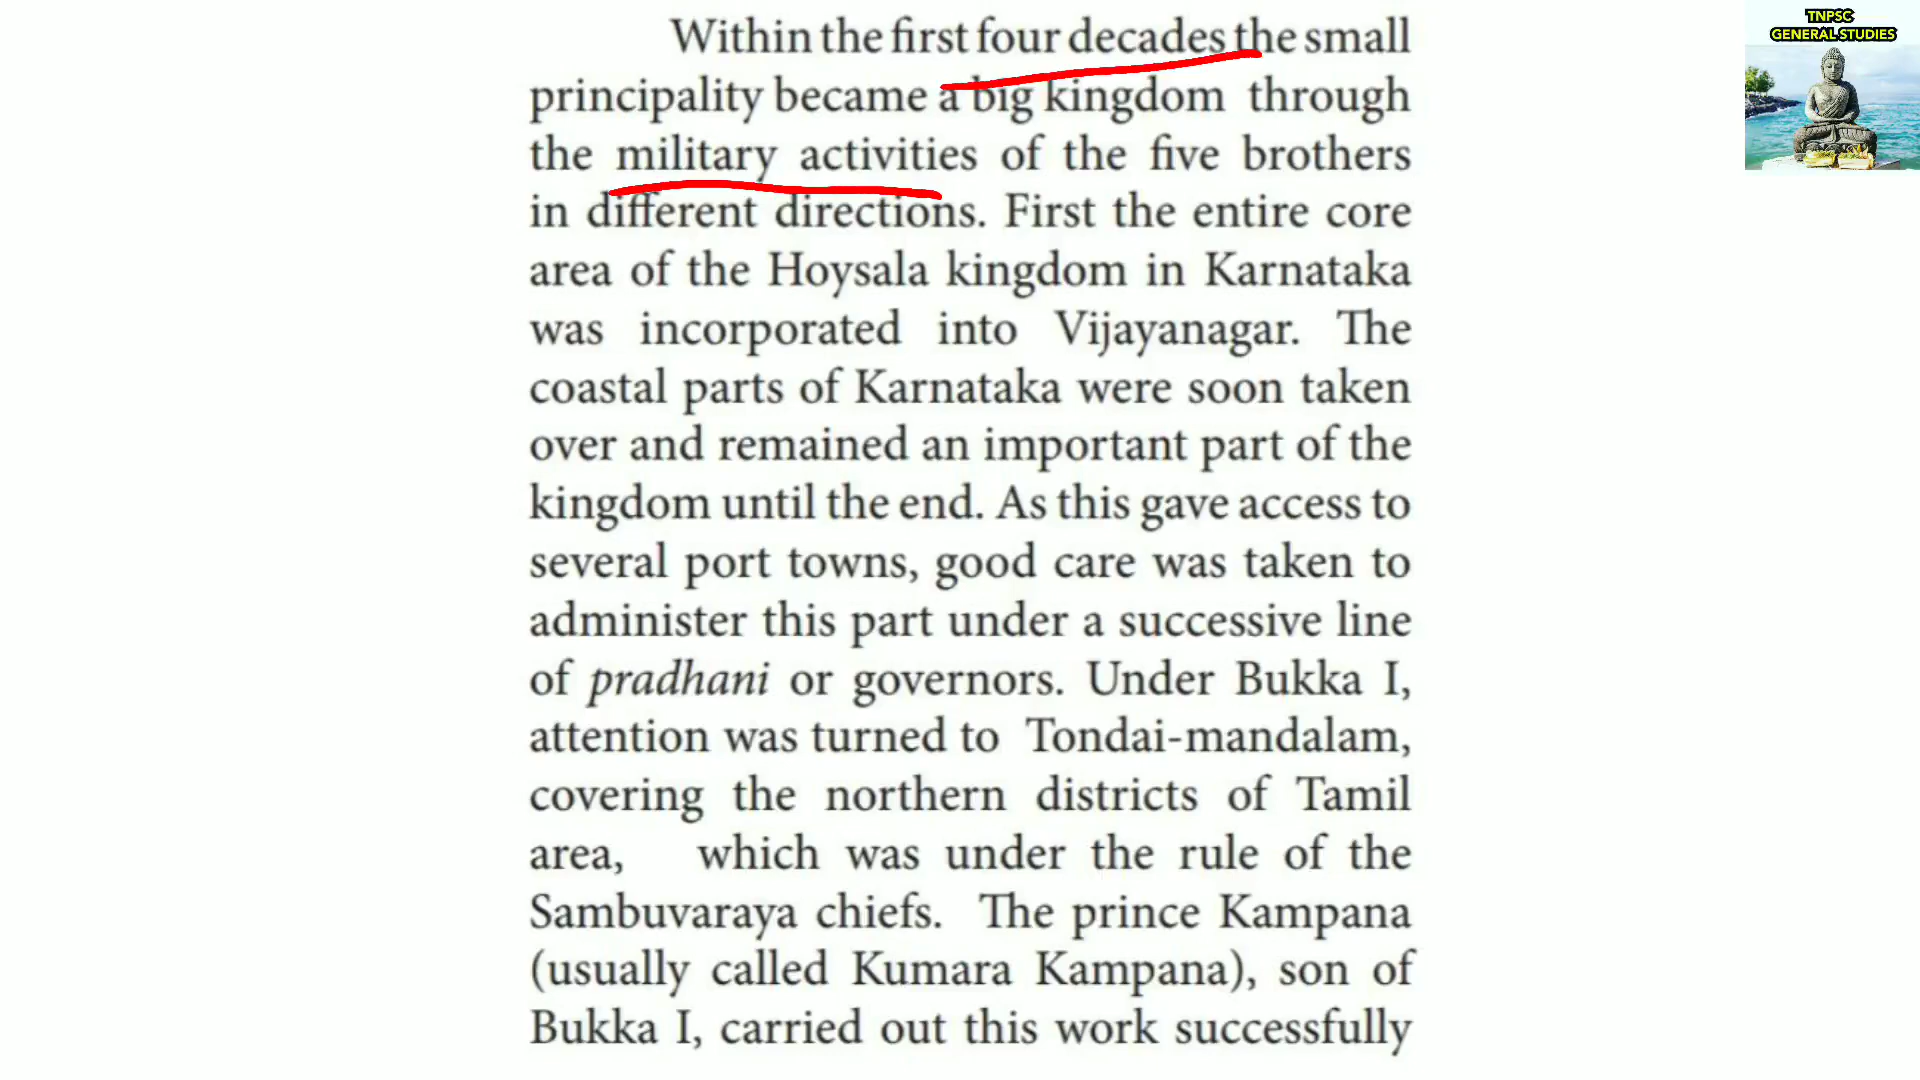 Within the first four decades the small
principality became a big kingdom through
the military activities of the five brothers
in different directions. First the entire core
area of the Hoysala kingdom in Karnataka
was incorporated into Vijayanagar. The
coastal parts of Karnataka were soon taken
over and remained an important part of the
kingdom until the end. As this gave access to
several port towns, good care was taken to
administer this part under a successive line
of pradhani or governors. Under Bukka I,
attention was turned to Tondai-mandalam,
covering the northern districts of Tamil
area, which was under the rule of the
Sambuvaraya chiefs. The prince Kampana
(usually called Kumara Kampana), son of
Bukka I, carried out this work successfully
TNPSC
GENERAL STUDIES